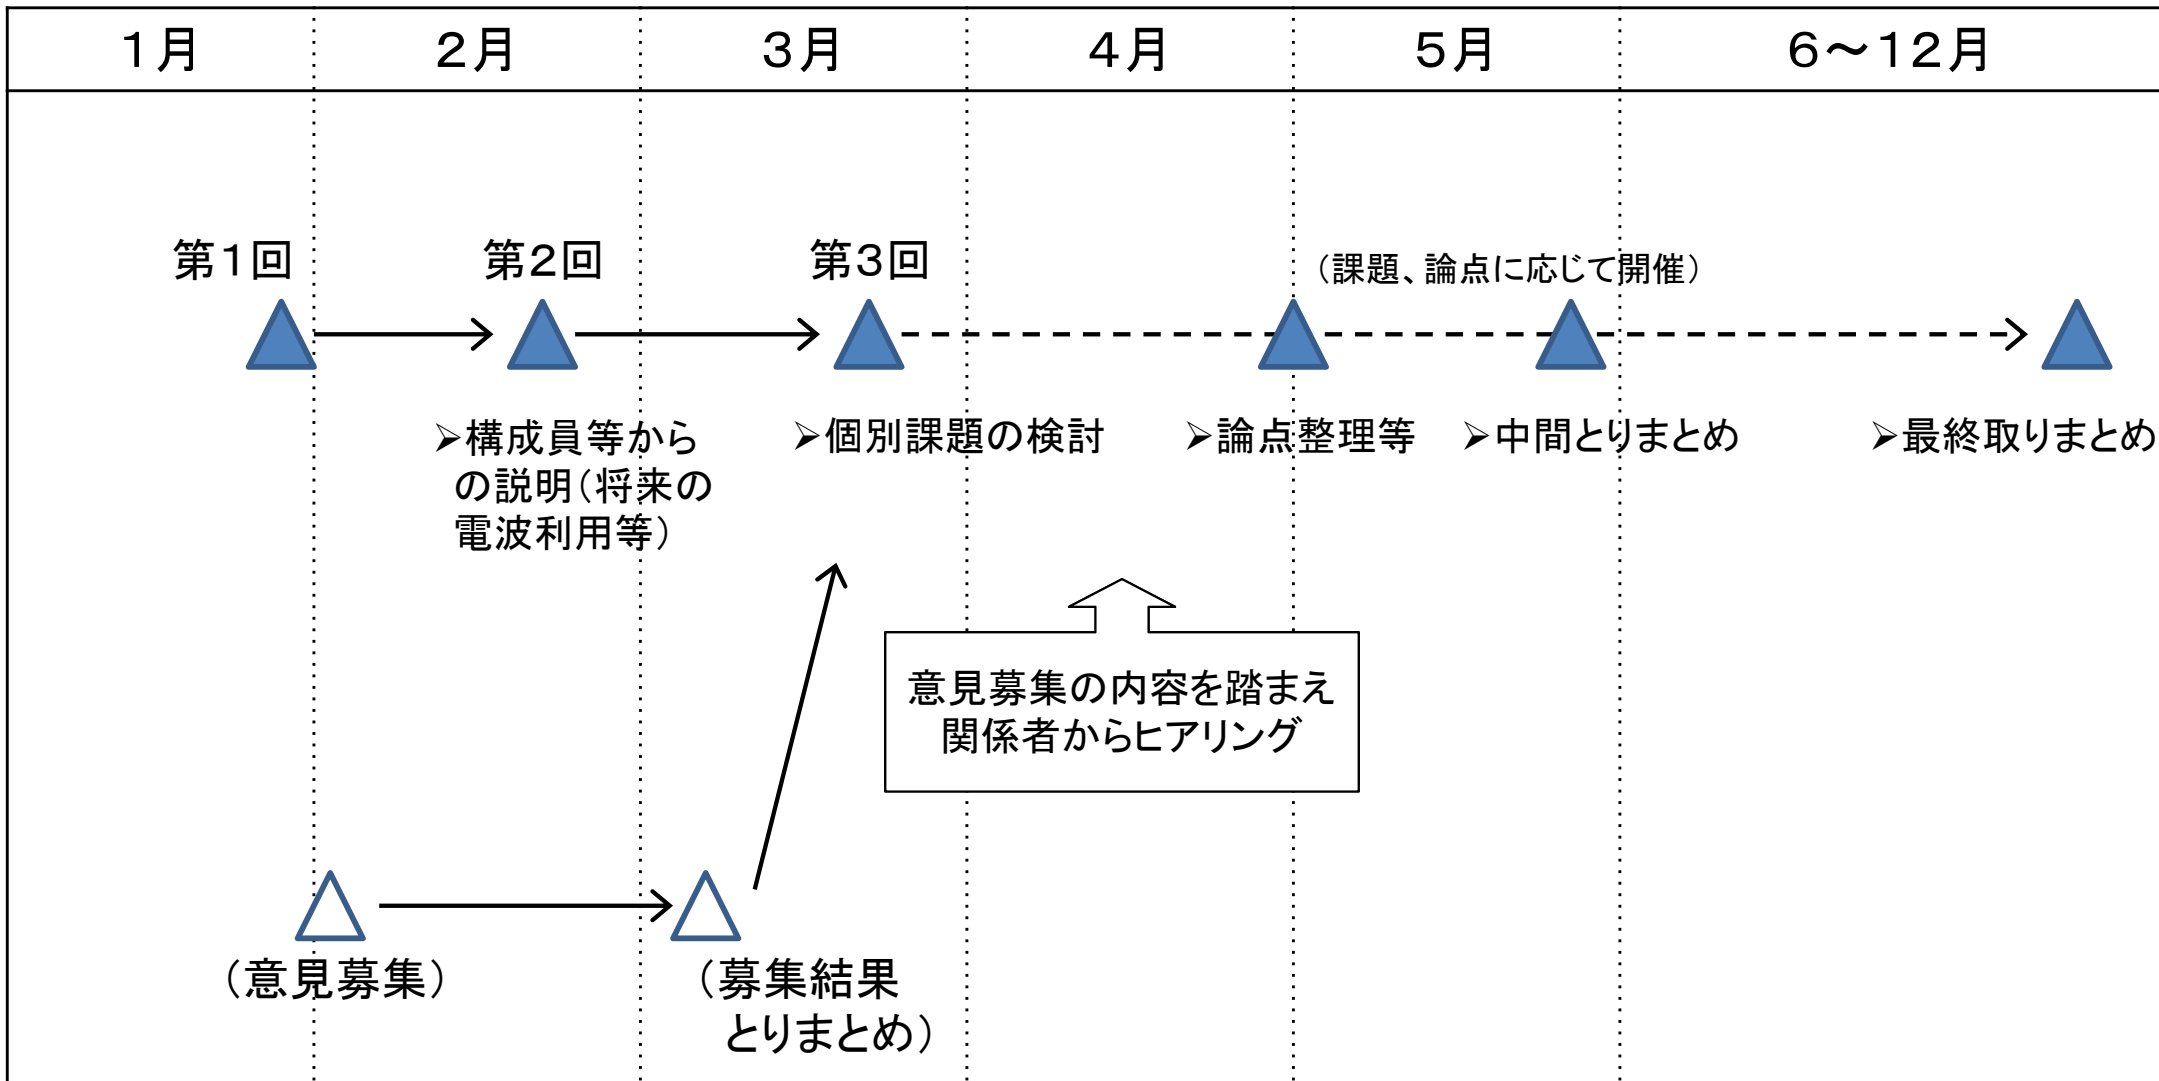 1月
2月
3月
4月
5月
6~12月
第1回
第2回
第3回
（課題、論点に応じて開催）
➢構成員等から
の説明（将来の
電波利用等）
➢個別課題の検討
➢論点整理等
➢中間とりまとめ
➢最終取りまとめ
意見募集の内容を踏まえ
関係者からヒアリング
（意見募集）
（募集結果
とりまとめ）